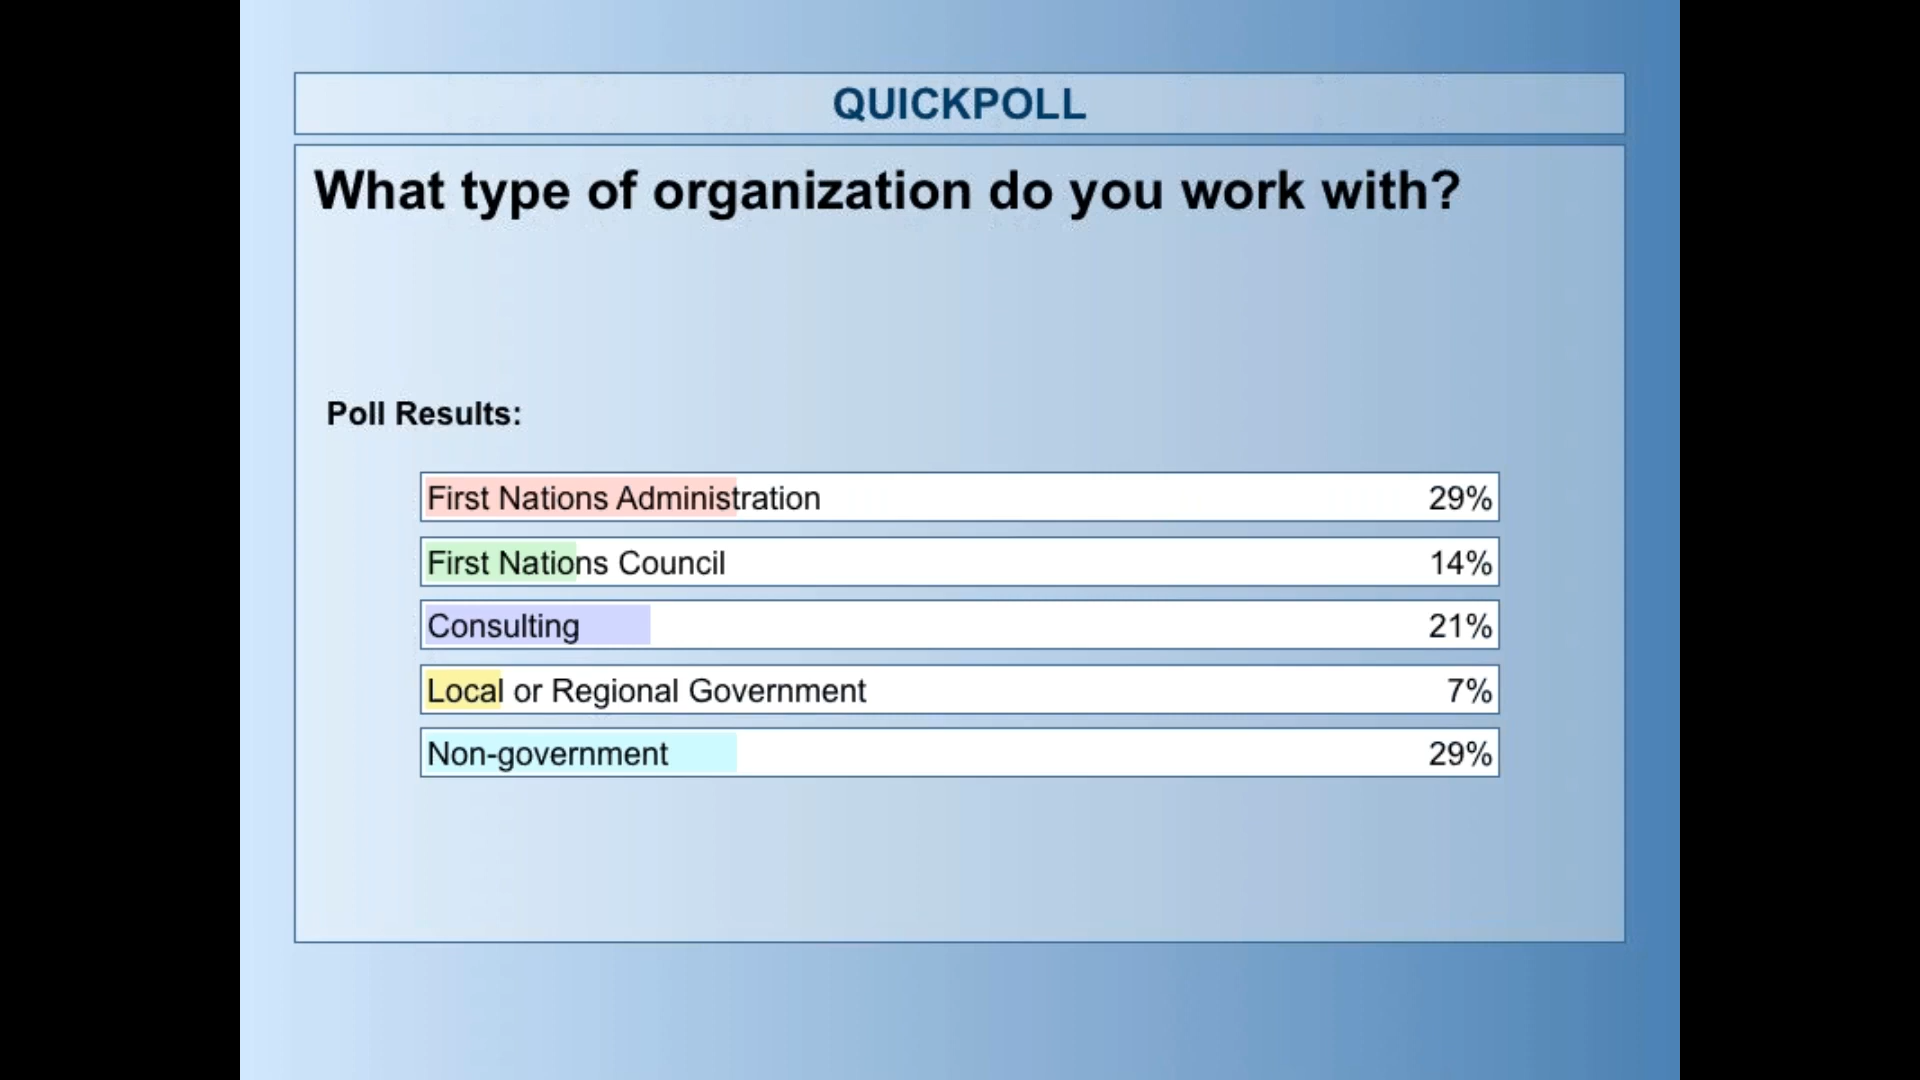 QUICKPOLL
What type of organization do you work with?
Poll Results:
First Nations Administration 29%
First Nations Council 14%
Consulting 21%
Local or Regional Government 7%
Non-government 29%